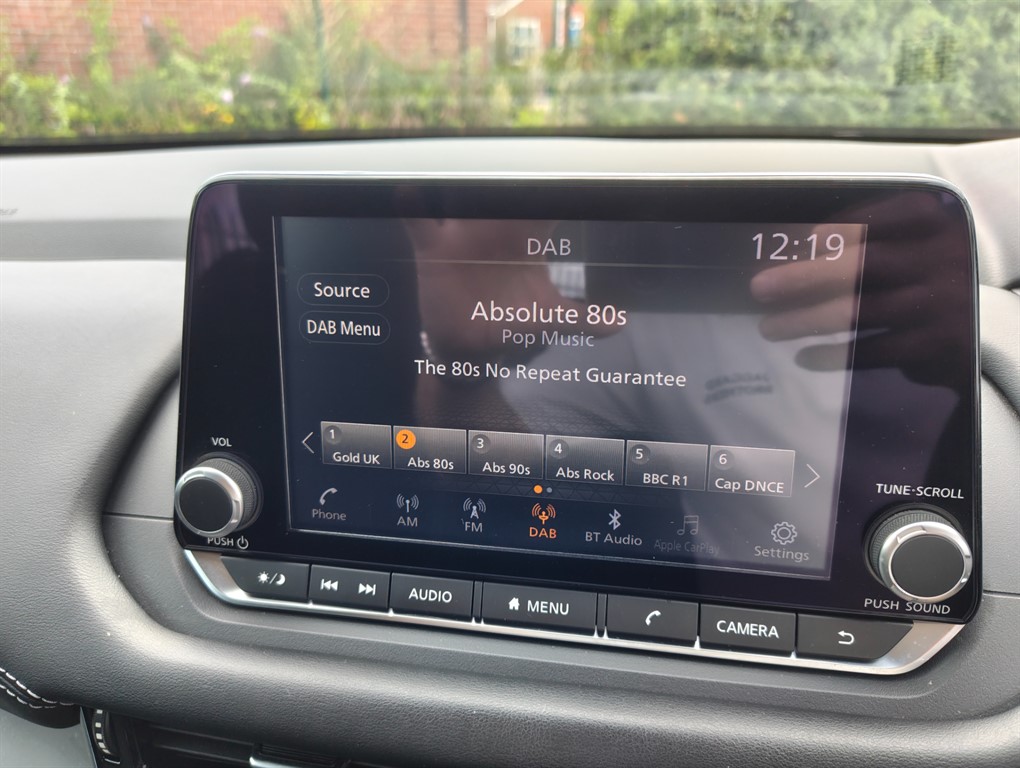 DAB
12:19
Source
DAB Menu
Absolute 80s
Pop Music
The 80s No Repeat Guarantee
1 Gold UK
2 Abs 80s
3 Abs 90s
4 Abs Rock
5 BBC R1
6 Cap DNCE
Phone
AM
FM
DAB
BT Audio
Apple CarPlay
Settings
VOL
PUSH
TUNE·SCROLL
PUSH SOUND
AUDIO
MENU
CAMERA